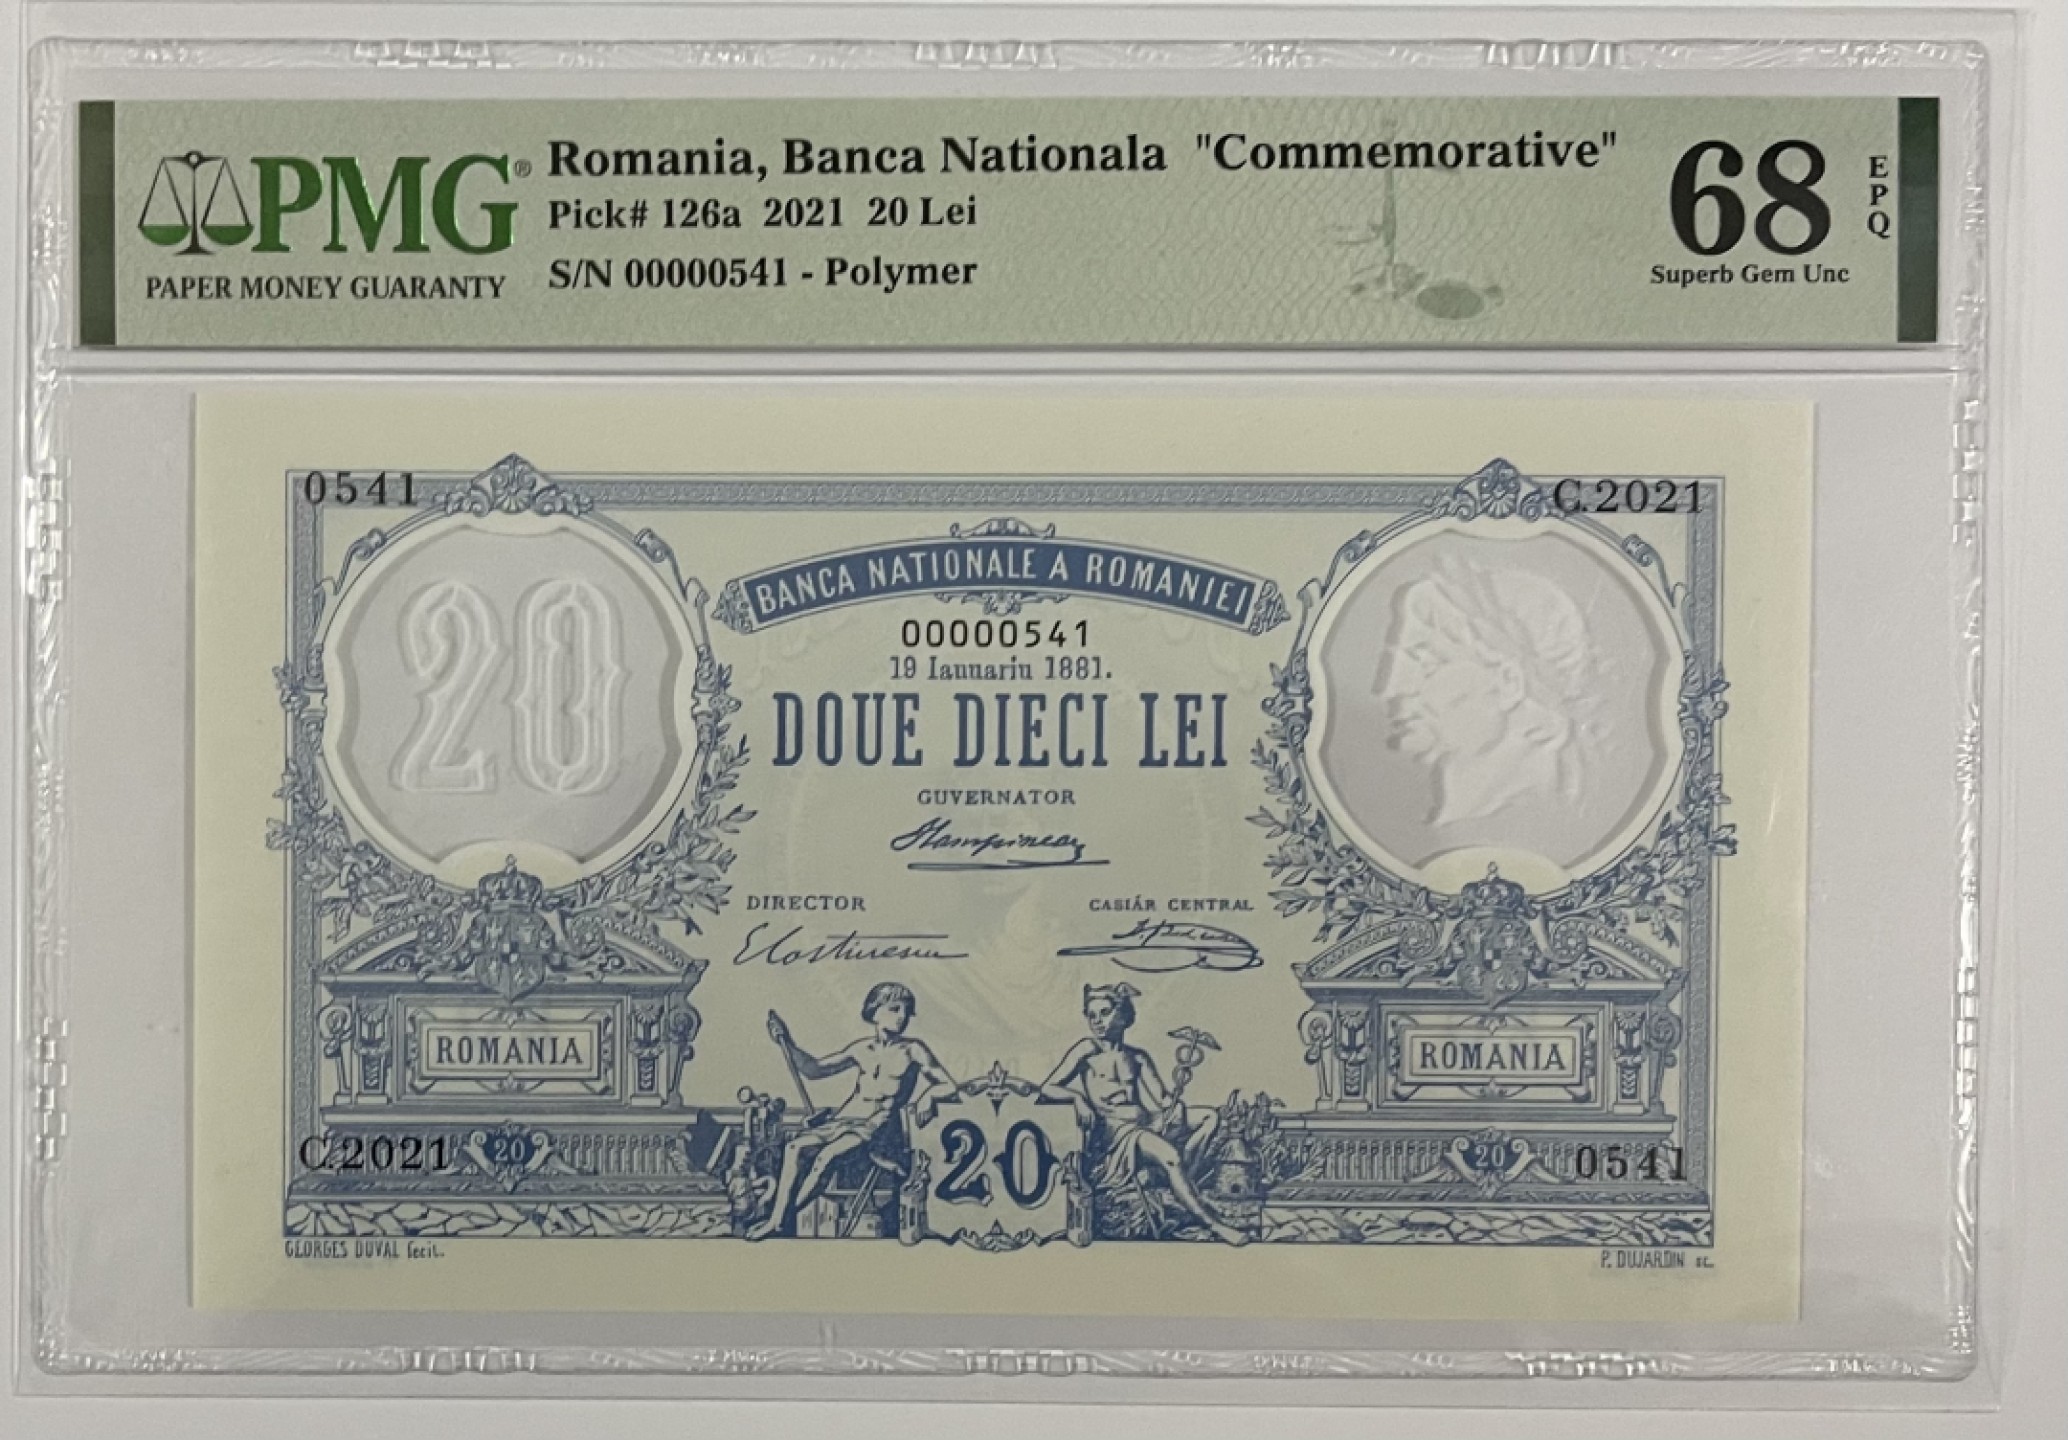 PMG®
PAPER MONEY GUARANTY
Romania, Banca Nationala "Commemorative"
Pick# 126a 2021 20 Lei
S/N 00000541 - Polymer
68
EPQ
Superb Gem Unc
0541
C.2021
20
BANCA NATIONALE A ROMANIEI
00000541
19 Ianuariu 1881.
DOUE DIECI LEI
GUVERNATOR
DIRECTOR
CASIÁR CENTRAL
ROMANIA
ROMANIA
C.2021
20
20
20
0541
GEORGES DUVAL fecit.
P. DUJARDIN sc.